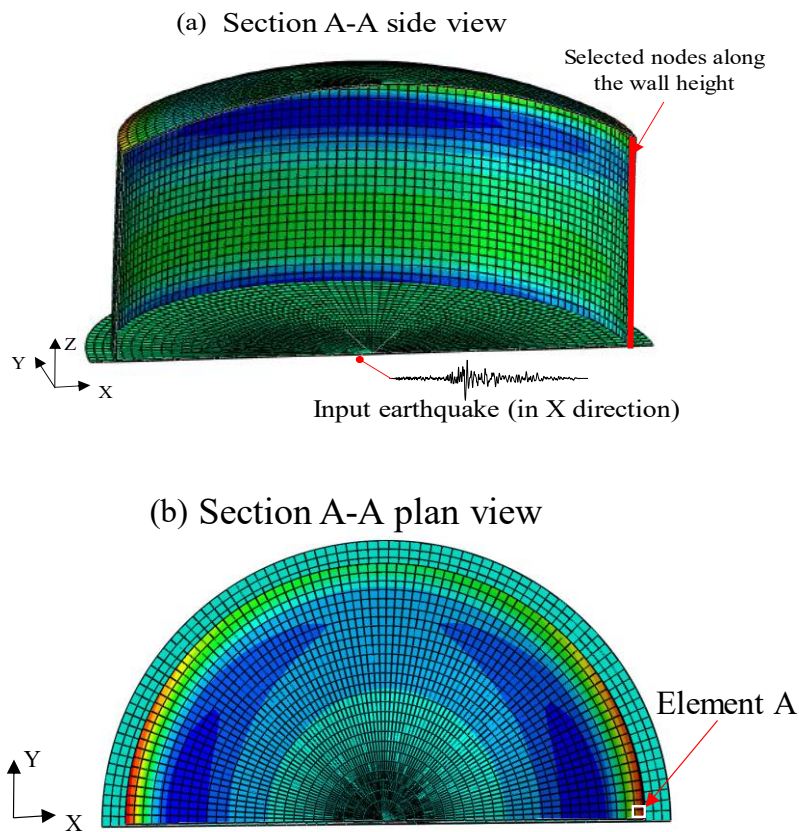 (a) Section A-A side view
Selected nodes along
the wall height
Z
Y
X
Input earthquake (in X direction)
(b) Section A-A plan view
Element A
Y
X